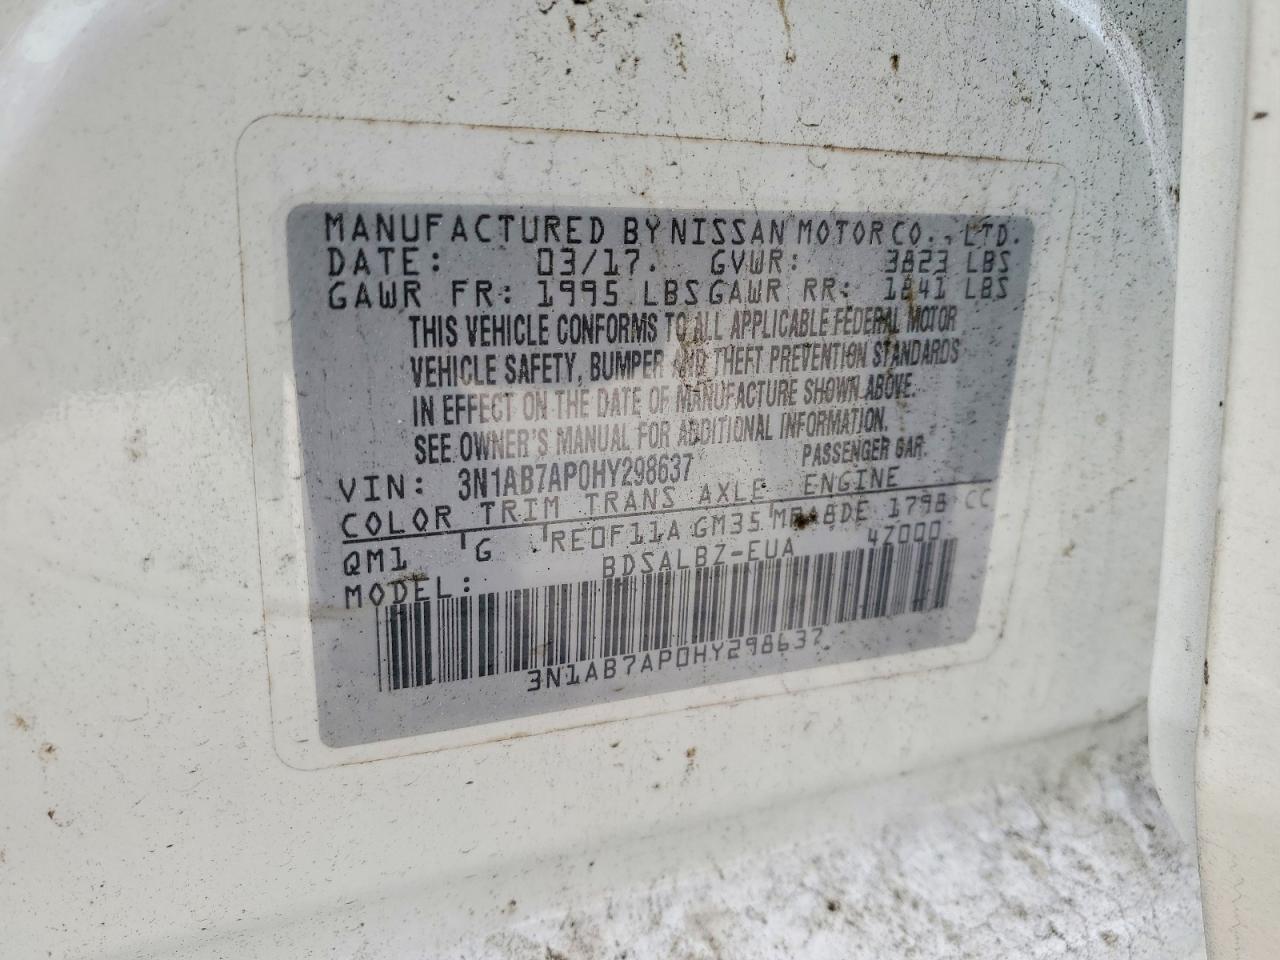 MANUFACTURED BY NISSAN MOTOR CO., LTD.
DATE: 03/17. GVWR: 3823 LBS
GAWR FR: 1995 LBS GAWR RR: 1841 LBS
THIS VEHICLE CONFORMS TO ALL APPLICABLE FEDERAL MOTOR
VEHICLE SAFETY, BUMPER AND THEFT PREVENTION STANDARDS
IN EFFECT ON THE DATE OF MANUFACTURE SHOWN ABOVE.
SEE OWNER'S MANUAL FOR ADDITIONAL INFORMATION.
PASSENGER CAR.
VIN: 3N1AB7AP0HY298637
COLOR TRIM TRANS AXLE ENGINE
QM1 G RE0F11A GM35 1798 CC
MODEL: BDSALBZ-EUA 4Z000
3N1AB7AP0HY298637